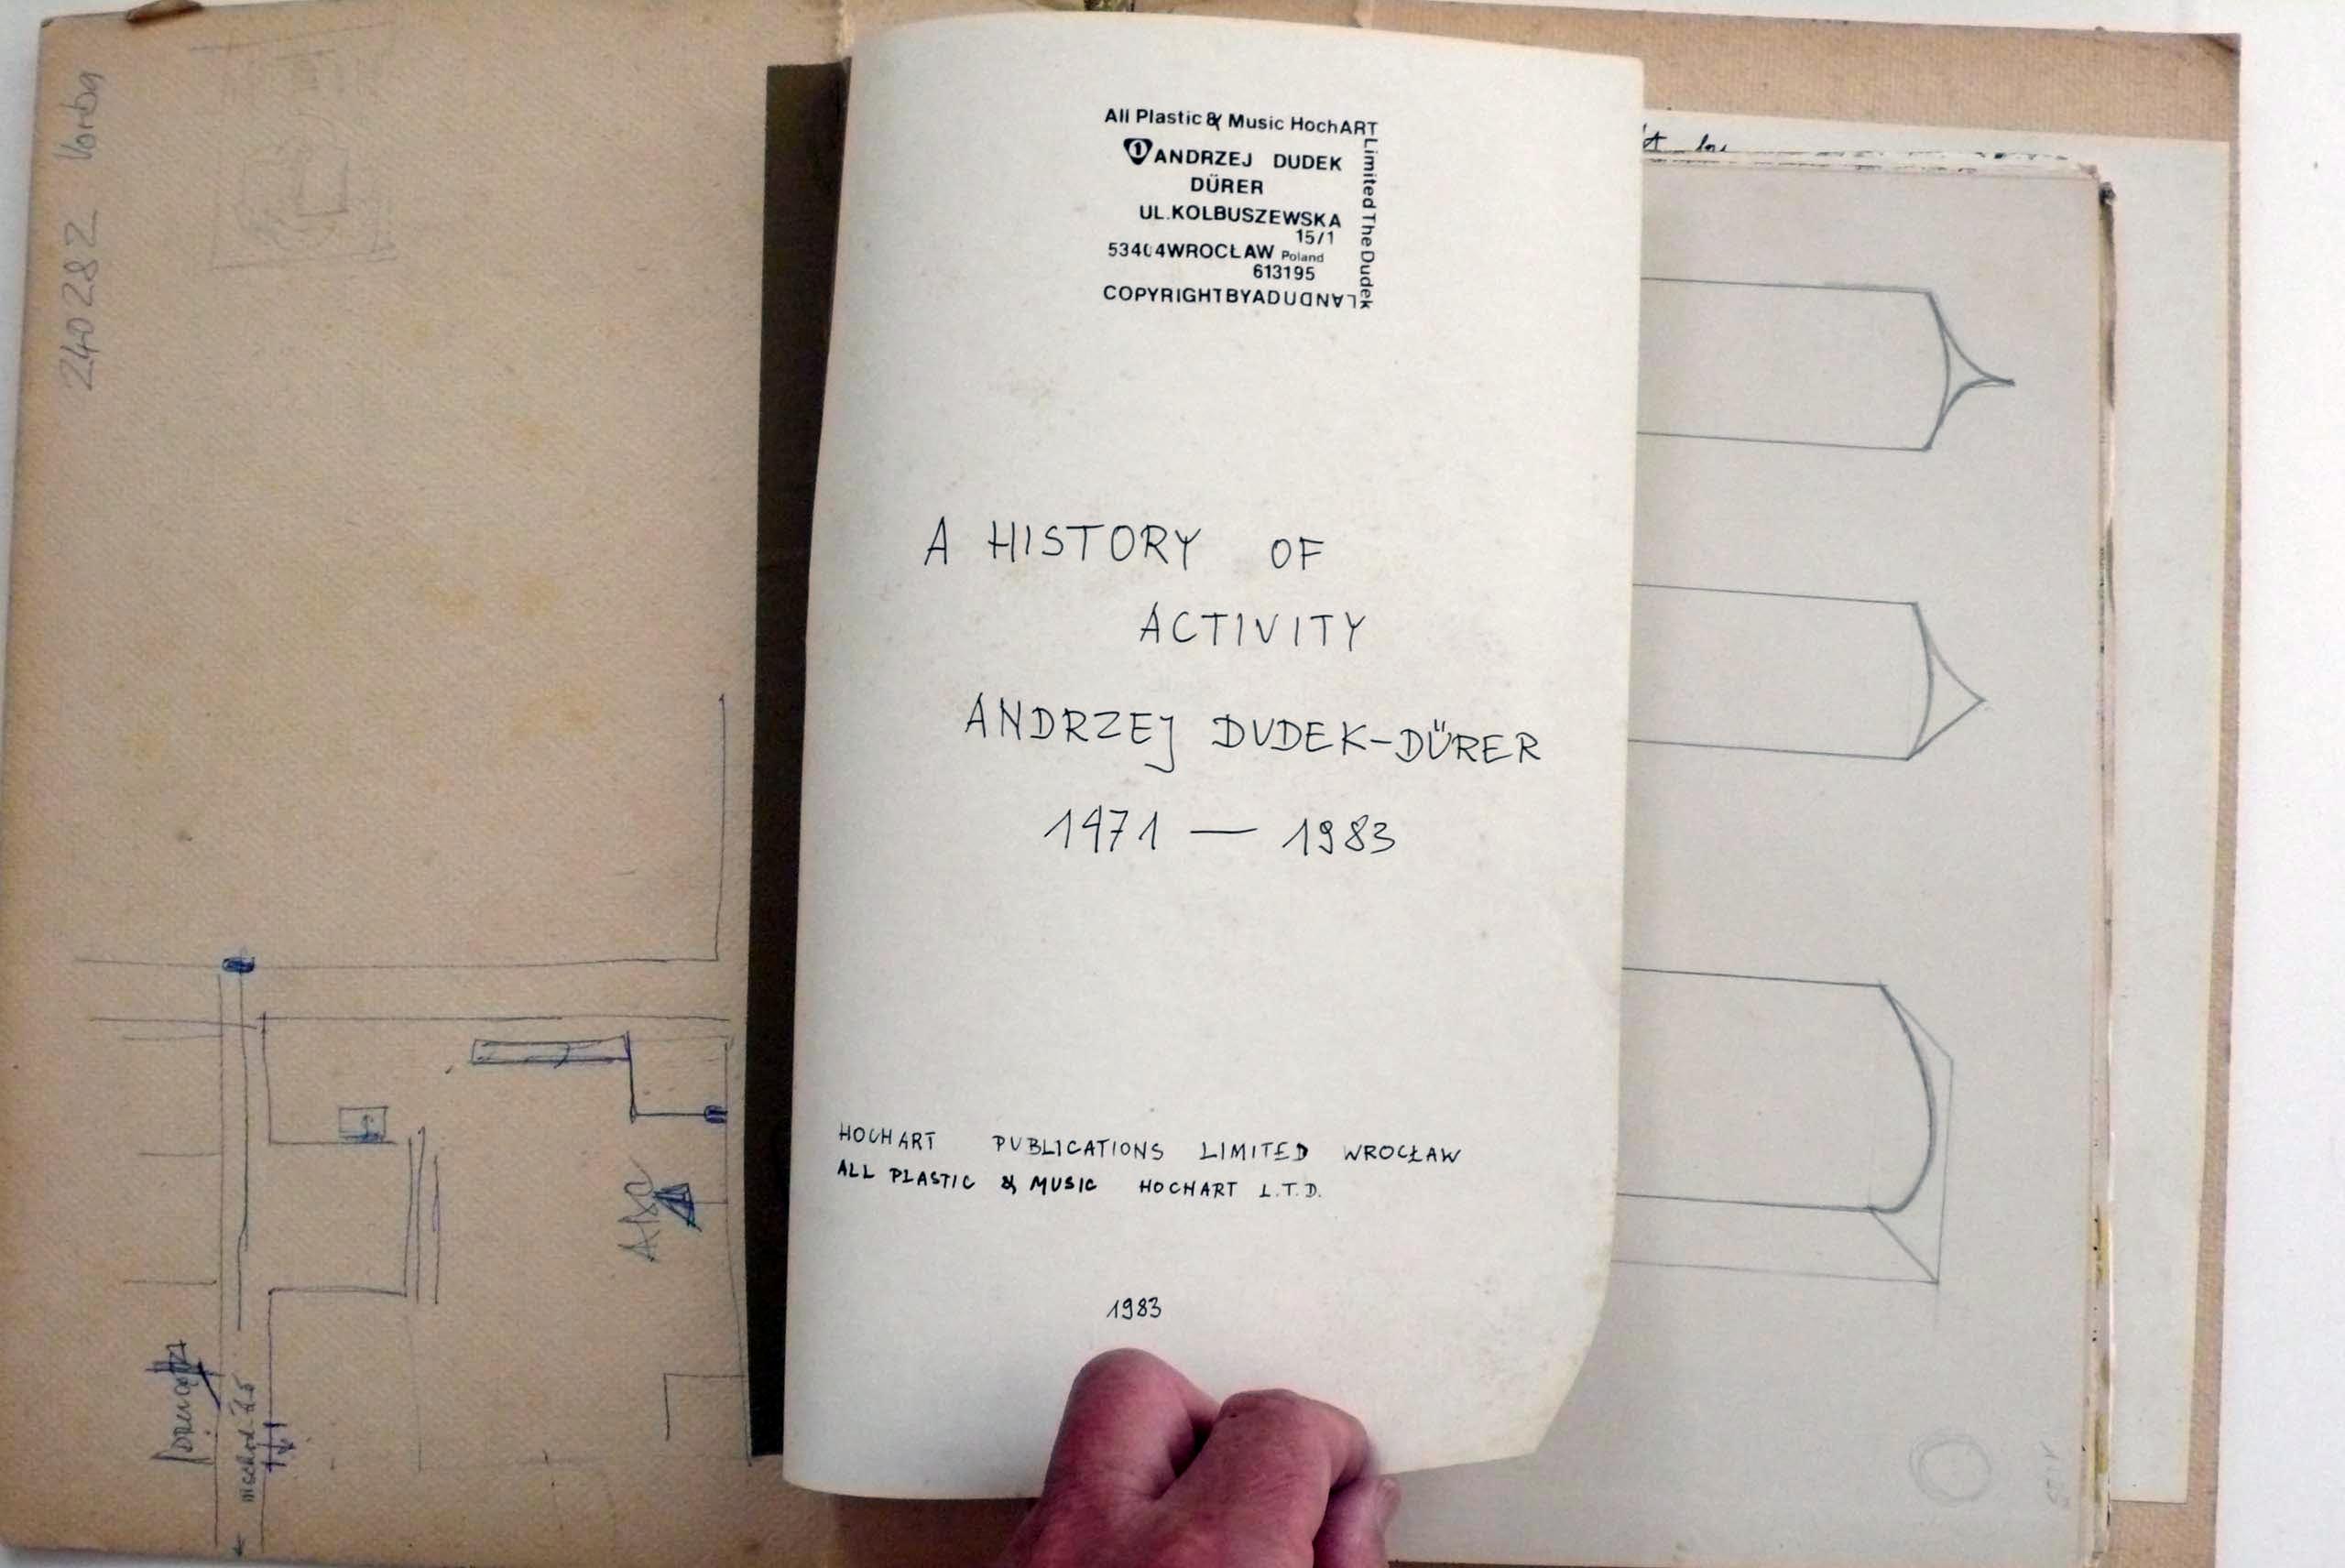 All Plastic & Music HochART
Limited The Dudek
ANDRZEJ DUDEK
DÜRER
UL.KOLBUSZEWSKA
15/1
53404WROCŁAW Poland
613195
COPYRIGHTBYADUDNAL
A HISTORY OF
ACTIVITY
ANDRZEJ DUDEK-DÜRER
1471 — 1983
HOCHART PUBLICATIONS LIMITED WROCŁAW
ALL PLASTIC & MUSIC HOCHART L.T.D.
1983
240282